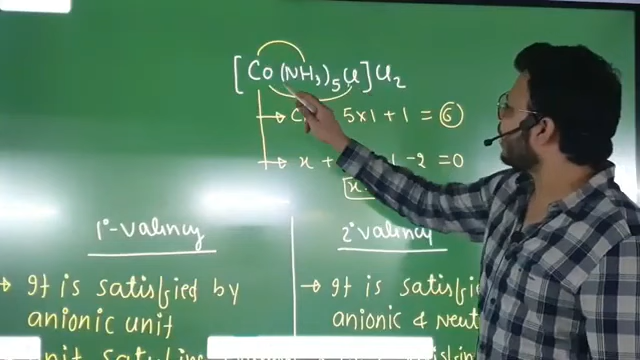 [Co(NH3)5Cl]Cl2
→ C 5x1 + 1 = 6
→ x + 1 -2 = 0
x
1°-valency
2° valency
→ It is satisfied by
anionic unit
→ It is satisfi
anionic & Neut